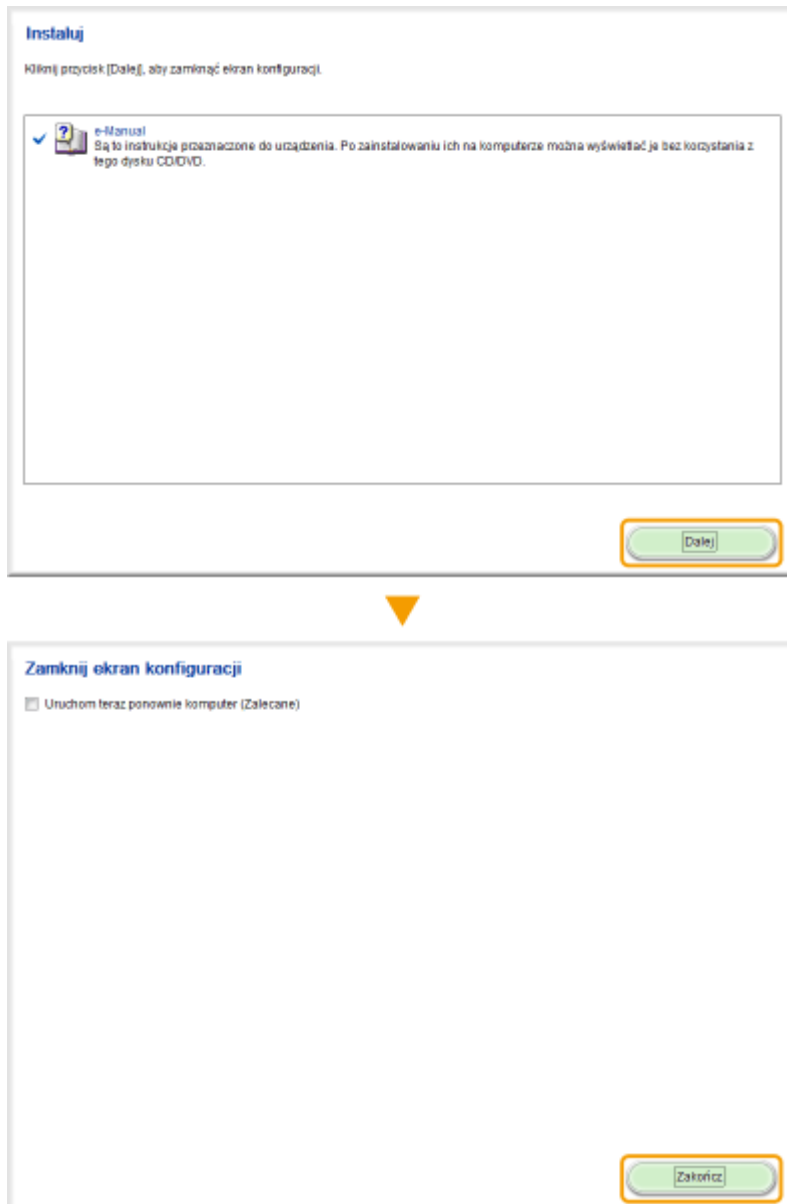 Instaluj
Kliknij przycisk [Dalej], aby zamknąć ekran konfiguracji.
e-Manual
Są to instrukcje przeznaczone do urządzenia. Po zainstalowaniu ich na komputerze można wyświetlać je bez korzystania z
tego dysku CD/DVD.
Dalej
Zamknij ekran konfiguracji
Uruchom teraz ponownie komputer (Zalecane)
Zakończ